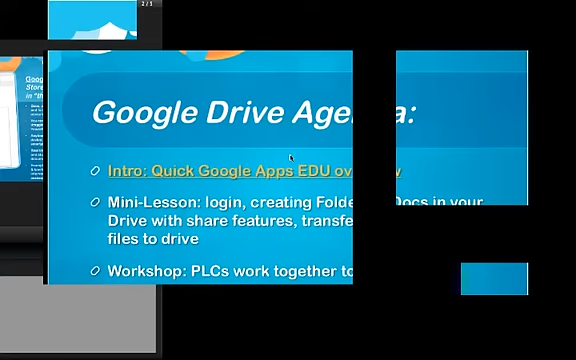 2 / 3
Google Drive Age a:
Intro: Quick Google Apps EDU ov w
Mini-Lesson: login, creating Folde Docs in your
Drive with share features, transfe
files to drive
Workshop: PLCs work together to